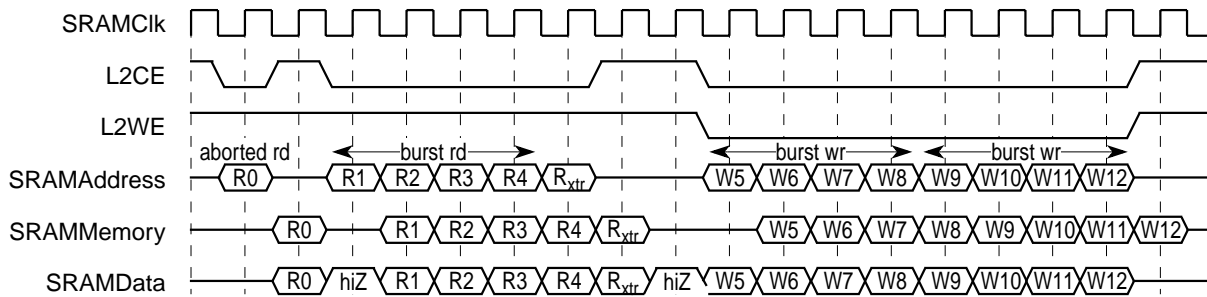 SRAMClk
L2CE
L2WE
aborted rd burst rd burst wr burst wr
SRAMAddress R0 R1 R2 R3 R4 Rxtr W5 W6 W7 W8 W9 W10 W11 W12
SRAMMemory R0 R1 R2 R3 R4 Rxtr W5 W6 W7 W8 W9 W10 W11 W12
SRAMData R0 hiZ R1 R2 R3 R4 Rxtr hiZ W5 W6 W7 W8 W9 W10 W11 W12